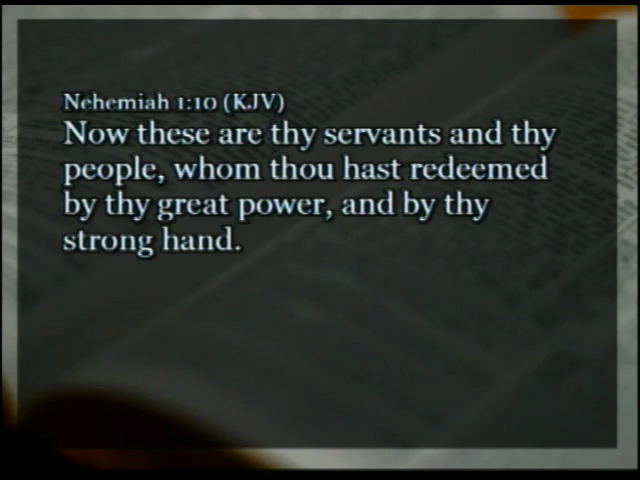 Nehemiah 1:10 (KJV)
Now these are thy servants and thy
people, whom thou hast redeemed
by thy great power, and by thy
strong hand.